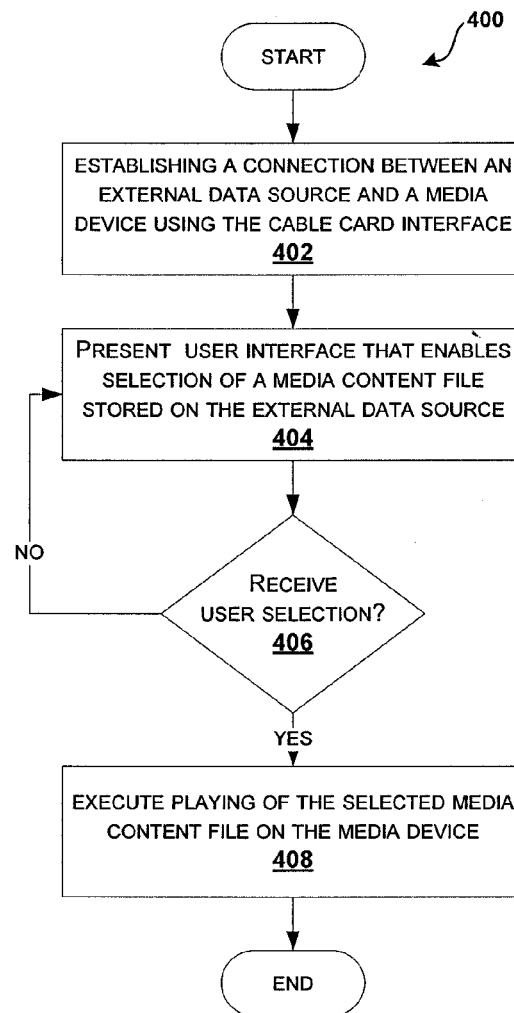 400
START
ESTABLISHING A CONNECTION BETWEEN AN
EXTERNAL DATA SOURCE AND A MEDIA
DEVICE USING THE CABLE CARD INTERFACE
402
PRESENT USER INTERFACE THAT ENABLES
SELECTION OF A MEDIA CONTENT FILE
STORED ON THE EXTERNAL DATA SOURCE
404
NO
RECEIVE
USER SELECTION?
406
YES
EXECUTE PLAYING OF THE SELECTED MEDIA
CONTENT FILE ON THE MEDIA DEVICE
408
END